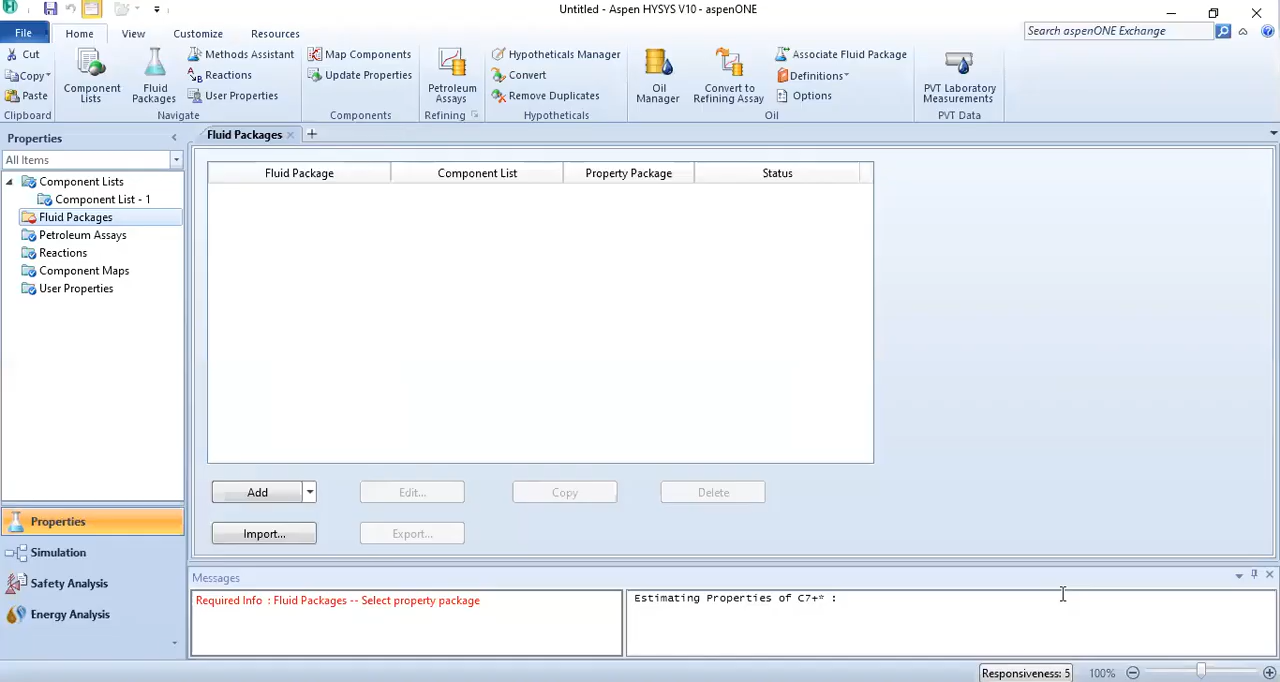 Untitled - Aspen HYSYS V10 - aspenONE
File Home View Customize Resources
Search aspenONE Exchange
Cut
Copy
Paste
Clipboard
Component Lists
Fluid Packages
Methods Assistant
Reactions
User Properties
Navigate
Map Components
Update Properties
Components
Petroleum Assays
Refining
Hypotheticals Manager
Convert
Remove Duplicates
Hypotheticals
Oil Manager
Convert to Refining Assay
Associate Fluid Package
Definitions
Options
Oil
PVT Laboratory Measurements
PVT Data
Properties
All Items
Component Lists
Component List - 1
Fluid Packages
Petroleum Assays
Reactions
Component Maps
User Properties
Properties
Simulation
Safety Analysis
Energy Analysis
Fluid Packages
Fluid Package Component List Property Package Status
Add Edit... Copy Delete
Import... Export...
Messages
Required Info : Fluid Packages -- Select property package
Estimating Properties of C7+* :
Responsiveness: 5 100%